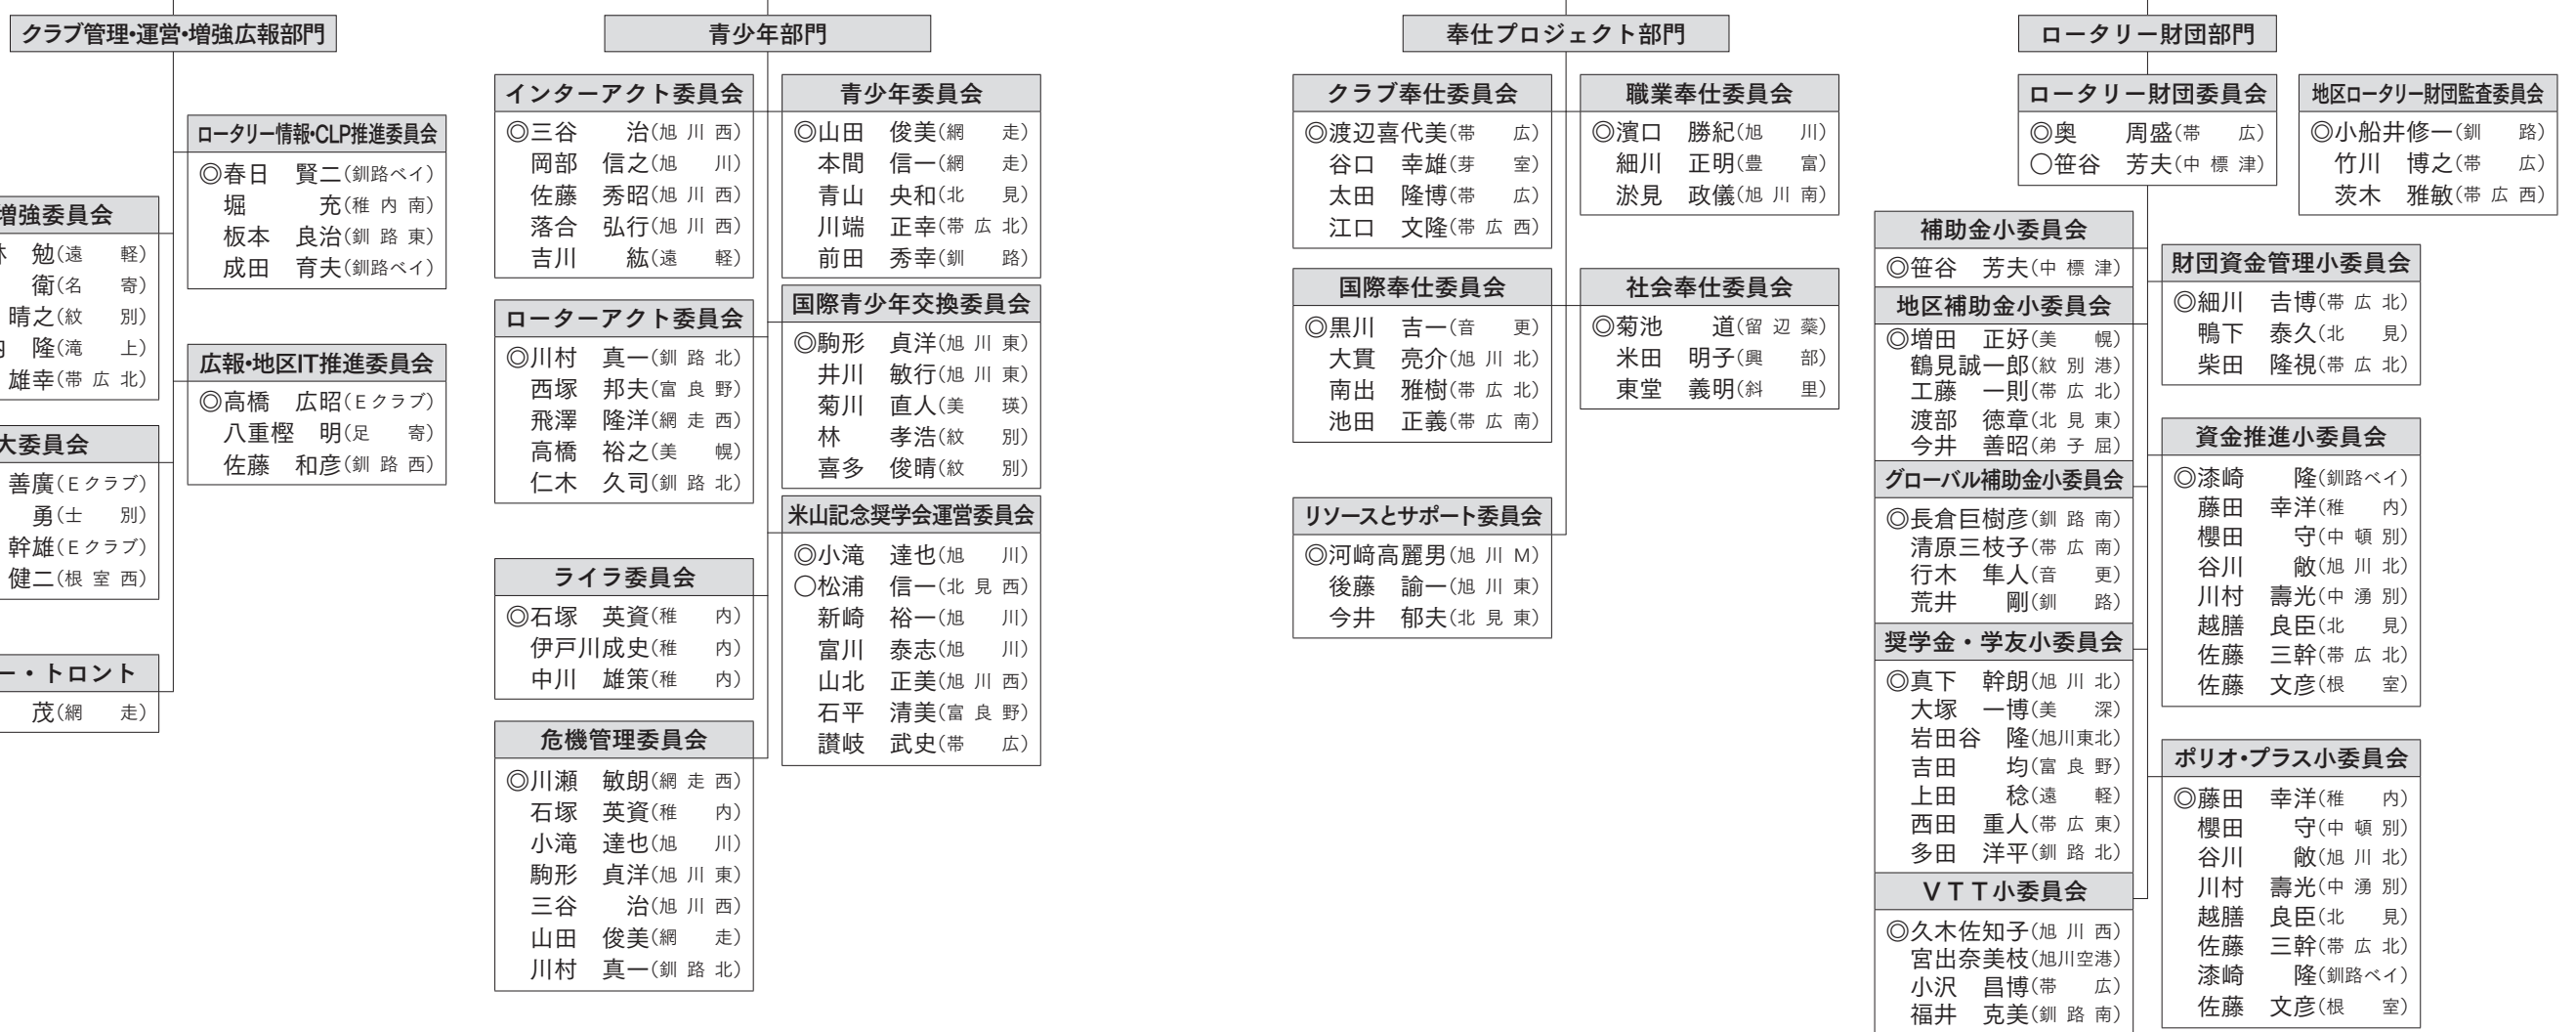 クラブ管理・運営・増強広報部門
増強委員会
勉(遠 軽)
衛(名 寄)
晴之(紋 別)
隆(滝 上)
雄幸(帯 広 北)
大委員会
善廣(Eクラブ)
勇(士 別)
幹雄(Eクラブ)
健二(根 室 西)
ー・トロント
茂(網 走)
ロータリー情報・CLP推進委員会
◎春日 賢二(釧路ベイ)
堀 充(稚 内 南)
板本 良治(釧 路 東)
成田 育夫(釧路ベイ)
広報・地区IT推進委員会
◎高橋 広昭(Eクラブ)
八重樫 明(足 寄)
佐藤 和彦(釧 路 西)
青少年部門
インターアクト委員会
◎三谷 治(旭 川 西)
岡部 信之(旭 川)
佐藤 秀昭(旭 川 西)
落合 弘行(旭 川 西)
吉川 紘(遠 軽)
ローターアクト委員会
◎川村 真一(釧 路 北)
西塚 邦夫(富 良 野)
飛澤 隆洋(網 走 西)
高橋 裕之(美 幌)
仁木 久司(釧 路 北)
ライラ委員会
◎石塚 英資(稚 内)
伊戸川成史(稚 内)
中川 雄策(稚 内)
危機管理委員会
◎川瀬 敏朗(網 走 西)
石塚 英資(稚 内)
小滝 達也(旭 川)
駒形 貞洋(旭 川 東)
三谷 治(旭 川 西)
山田 俊美(網 走)
川村 真一(釧 路 北)
青少年委員会
◎山田 俊美(網 走)
本間 信一(網 走)
青山 央和(北 見)
川端 正幸(帯 広 北)
前田 秀幸(釧 路)
国際青少年交換委員会
◎駒形 貞洋(旭 川 東)
井川 敏行(旭 川 東)
菊川 直人(美 瑛)
林 孝浩(紋 別)
喜多 俊晴(紋 別)
米山記念奨学会運営委員会
◎小滝 達也(旭 川)
○松浦 信一(北 見 西)
新崎 裕一(旭 川)
富川 泰志(旭 川)
山北 正美(旭 川 西)
石平 清美(富 良 野)
讃岐 武史(帯 広)
奉仕プロジェクト部門
クラブ奉仕委員会
◎渡辺喜代美(帯 広)
谷口 幸雄(芽 室)
太田 隆博(帯 広)
江口 文隆(帯 広 西)
国際奉仕委員会
◎黒川 吉一(音 更)
大貫 亮介(旭 川 北)
南出 雅樹(帯 広 北)
池田 正義(帯 広 南)
リソースとサポート委員会
◎河﨑高麗男(旭 川 M)
後藤 諭一(旭 川 東)
今井 郁夫(北 見 東)
職業奉仕委員会
◎濱口 勝紀(旭 川)
細川 正明(豊 富)
淤見 政儀(旭 川 南)
社会奉仕委員会
◎菊池 道(留 辺 蘂)
米田 明子(興 部)
東堂 義明(斜 里)
ロータリー財団部門
ロータリー財団委員会
◎奥 周盛(帯 広)
○笹谷 芳夫(中 標 津)
地区ロータリー財団監査委員会
◎小船井修一(釧 路)
竹川 博之(帯 広)
茨木 雅敏(帯 広 西)
補助金小委員会
◎笹谷 芳夫(中 標 津)
地区補助金小委員会
◎増田 正好(美 幌)
鶴見誠一郎(紋 別 港)
工藤 一則(帯 広 北)
渡部 徳章(北 見 東)
今井 善昭(弟 子 屈)
グローバル補助金小委員会
◎長倉巨樹彦(釧 路 南)
清原三枝子(帯 広 南)
行木 隼人(音 更)
荒井 剛(釧 路)
奨学金・学友小委員会
◎真下 幹朗(旭 川 北)
大塚 一博(美 深)
岩田谷 隆(旭川東北)
吉田 均(富 良 野)
上田 稔(遠 軽)
西田 重人(帯 広 東)
多田 洋平(釧 路 北)
VTT小委員会
◎久木佐知子(旭 川 西)
宮出奈美枝(旭川空港)
小沢 昌博(帯 広)
福井 克美(釧 路 南)
財団資金管理小委員会
◎細川 吉博(帯 広 北)
鴨下 泰久(北 見)
柴田 隆視(帯 広 北)
資金推進小委員会
◎漆崎 隆(釧路ベイ)
藤田 幸洋(稚 内)
櫻田 守(中 頓 別)
谷川 敞(旭 川 北)
川村 壽光(中 湧 別)
越膳 良臣(北 見)
佐藤 三幹(帯 広 北)
佐藤 文彦(根 室)
ポリオ・プラス小委員会
◎藤田 幸洋(稚 内)
櫻田 守(中 頓 別)
谷川 敞(旭 川 北)
川村 壽光(中 湧 別)
越膳 良臣(北 見)
佐藤 三幹(帯 広 北)
漆崎 隆(釧路ベイ)
佐藤 文彦(根 室)